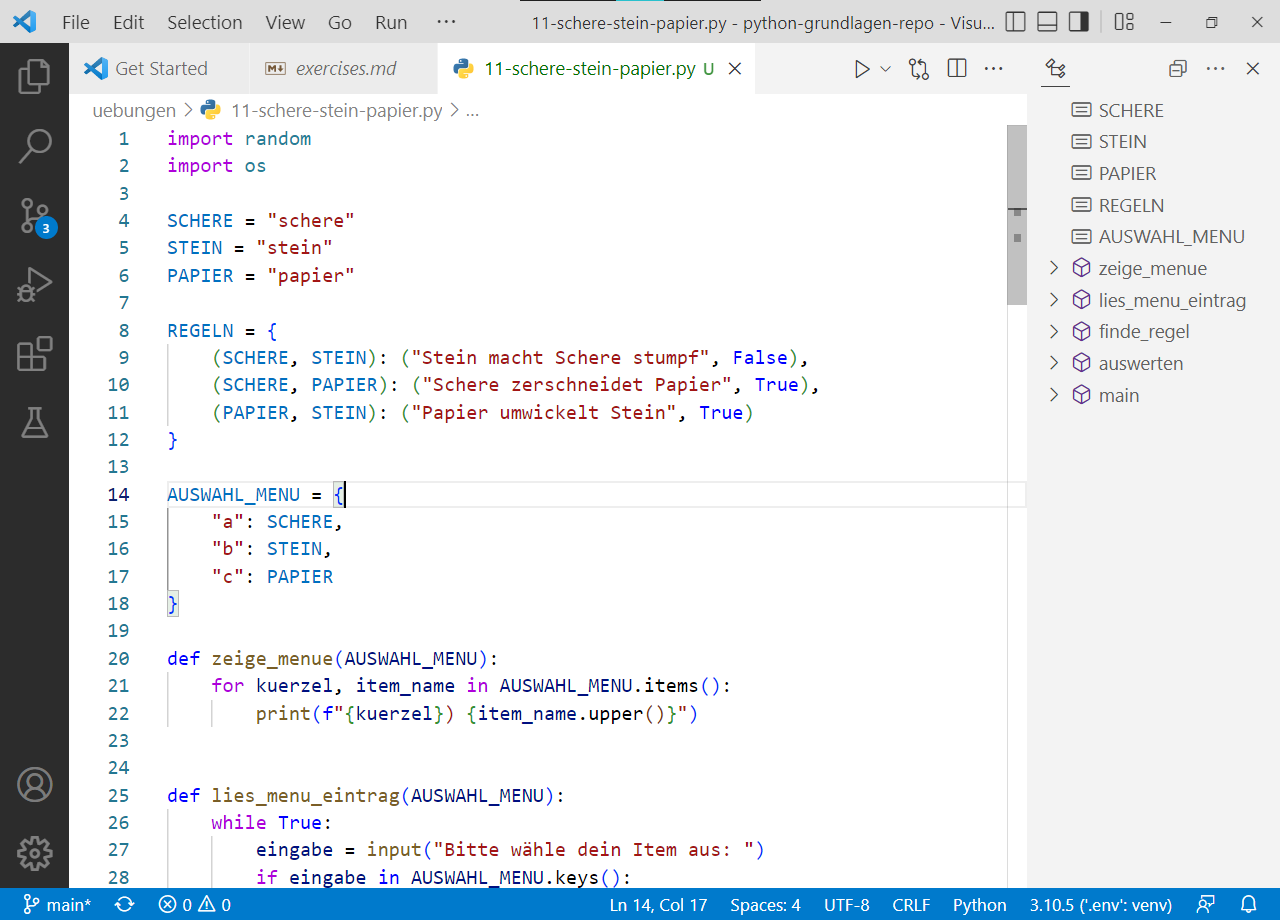 File Edit Selection View Go Run ··· 11-schere-stein-papier.py - python-grundlagen-repo - Visu...
Get Started exercises.md 11-schere-stein-papier.py U
uebungen > 11-schere-stein-papier.py > ...
1 import random
2 import os
3
4 SCHERE = "schere"
5 STEIN = "stein"
6 PAPIER = "papier"
7
8 REGELN = {
9 (SCHERE, STEIN): ("Stein macht Schere stumpf", False),
10 (SCHERE, PAPIER): ("Schere zerschneidet Papier", True),
11 (PAPIER, STEIN): ("Papier umwickelt Stein", True)
12 }
13
14 AUSWAHL_MENU = {
15 "a": SCHERE,
16 "b": STEIN,
17 "c": PAPIER
18 }
19
20 def zeige_menue(AUSWAHL_MENU):
21 for kuerzel, item_name in AUSWAHL_MENU.items():
22 print(f"{kuerzel}) {item_name.upper()}")
23
24
25 def lies_menu_eintrag(AUSWAHL_MENU):
26 while True:
27 eingabe = input("Bitte wähle dein Item aus: ")
28 if eingabe in AUSWAHL_MENU.keys():
SCHERE
STEIN
PAPIER
REGELN
AUSWAHL_MENU
zeige_menue
lies_menu_eintrag
finde_regel
auswerten
main
3
main* 0 0 Ln 14, Col 17 Spaces: 4 UTF-8 CRLF Python 3.10.5 ('.env': venv)